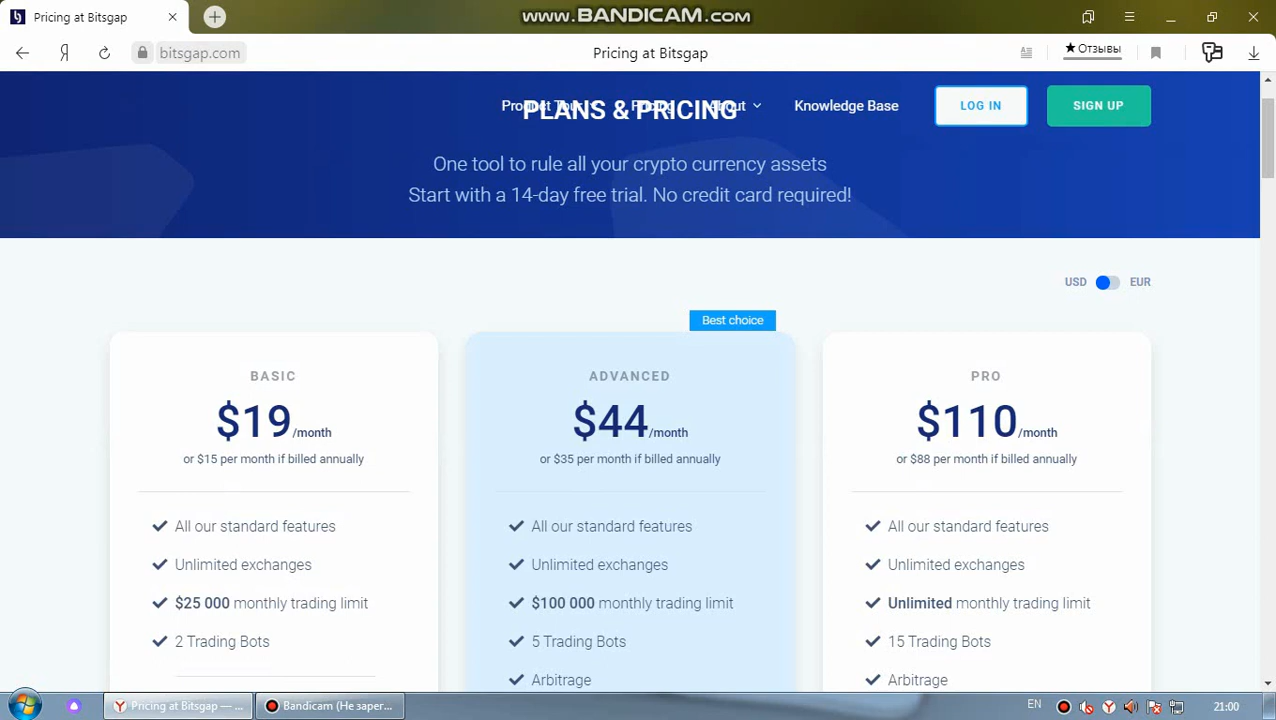 Pricing at Bitsgap
www.BANDICAM.com
Я
bitsgap.com
Pricing at Bitsgap
★ Отзывы
Product Tour
Pricing
About
Knowledge Base
LOG IN
SIGN UP
PLANS & PRICING
One tool to rule all your crypto currency assets
Start with a 14-day free trial. No credit card required!
USD
EUR
Best choice
BASIC
$19/month
or $15 per month if billed annually
✔ All our standard features
✔ Unlimited exchanges
✔ $25 000 monthly trading limit
✔ 2 Trading Bots
ADVANCED
$44/month
or $35 per month if billed annually
✔ All our standard features
✔ Unlimited exchanges
✔ $100 000 monthly trading limit
✔ 5 Trading Bots
✔ Arbitrage
PRO
$110/month
or $88 per month if billed annually
✔ All our standard features
✔ Unlimited exchanges
✔ Unlimited monthly trading limit
✔ 15 Trading Bots
✔ Arbitrage
Pricing at Bitsgap — ...
Bandicam (Не запер...
EN
21:00